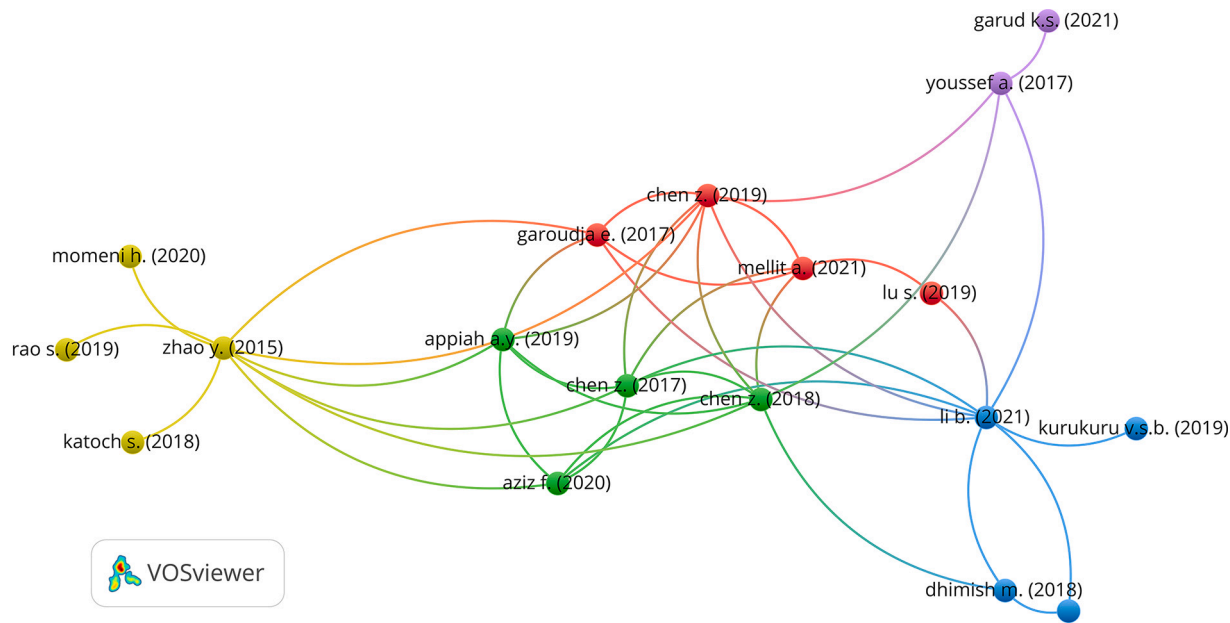 garud k.s. (2021)
youssef a. (2017)
chen z. (2019)
garoudja e. (2017)
momeni h. (2020)
mellit a. (2021)
lu s. (2019)
appiah a.y. (2019)
rao s. (2019)
zhao y. (2015)
chen z. (2017)
chen z. (2018)
li b. (2021)
kurukuru v.s.b. (2019)
katoch s. (2018)
aziz f. (2020)
VOSviewer
dhimish m. (2018)